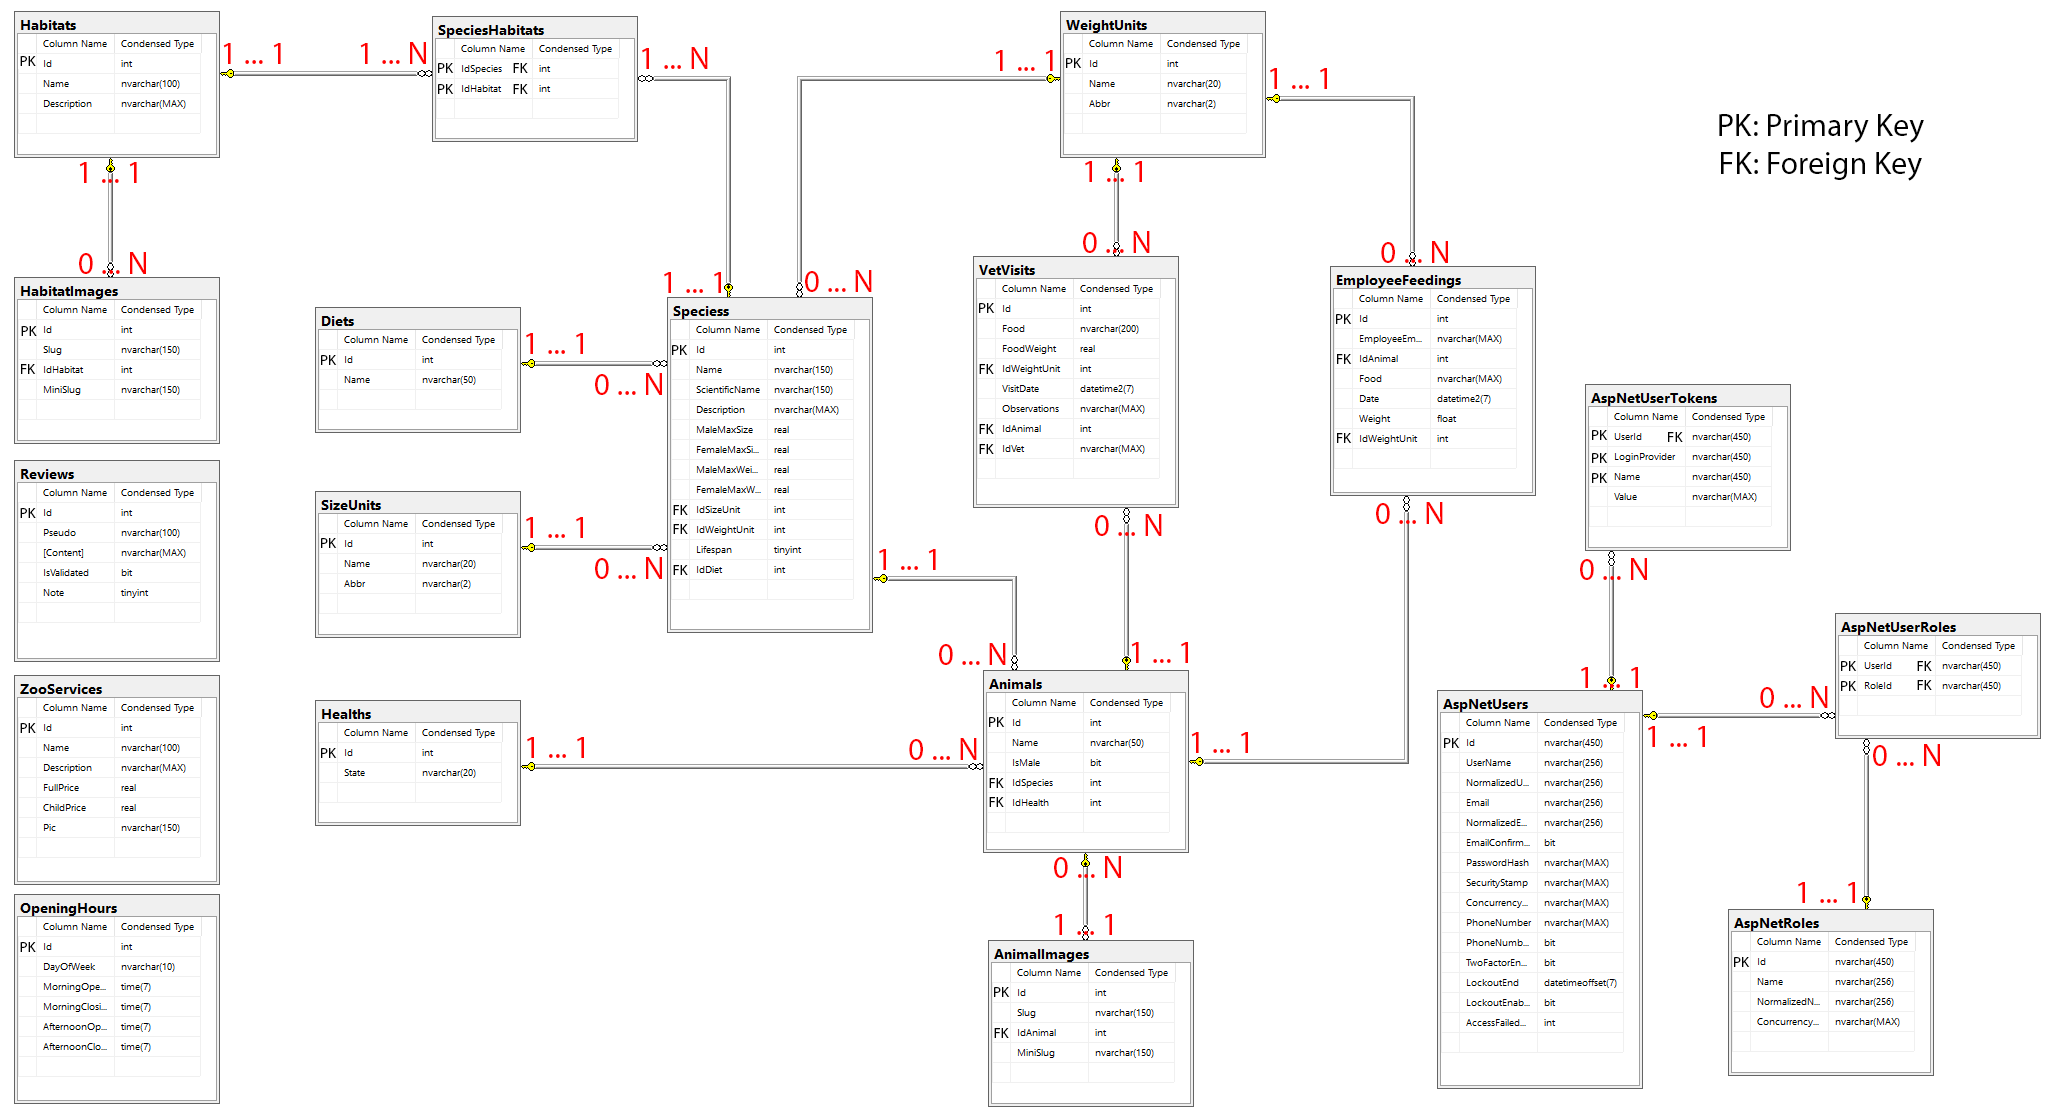 Habitats
Column Name Condensed Type
PK Id int
Name nvarchar(100)
Description nvarchar(MAX)
1 ... 1
1 ... N
SpeciesHabitats
Column Name Condensed Type
PK IdSpecies FK int
PK IdHabitat FK int
1 ... N
1 ... 1
WeightUnits
Column Name Condensed Type
PK Id int
Name nvarchar(20)
Abbr nvarchar(2)
1 ... 1
PK: Primary Key
FK: Foreign Key
1 ... 1
0 ... N
HabitatImages
Column Name Condensed Type
PK Id int
Slug nvarchar(150)
FK IdHabitat int
MiniSlug nvarchar(150)
Diets
Column Name Condensed Type
PK Id int
Name nvarchar(50)
1 ... 1
0 ... N
1 ... 1
0 ... N
Speciess
Column Name Condensed Type
PK Id int
Name nvarchar(150)
ScientificName nvarchar(150)
Description nvarchar(MAX)
MaleMaxSize real
FemaleMaxSi... real
MaleMaxWei... real
FemaleMaxW... real
FK IdSizeUnit int
FK IdWeightUnit int
Lifespan tinyint
FK IdDiet int
1 ... 1
0 ... N
VetVisits
Column Name Condensed Type
PK Id int
Food nvarchar(200)
FoodWeight real
FK IdWeightUnit int
VisitDate datetime2(7)
Observations nvarchar(MAX)
FK IdAnimal int
FK IdVet nvarchar(MAX)
0 ... N
0 ... N
EmployeeFeedings
Column Name Condensed Type
PK Id int
EmployeeEm... nvarchar(MAX)
FK IdAnimal int
Food nvarchar(MAX)
Date datetime2(7)
Weight float
FK IdWeightUnit int
0 ... N
AspNetUserTokens
Column Name Condensed Type
PK UserId FK nvarchar(450)
PK LoginProvider nvarchar(450)
PK Name nvarchar(450)
Value nvarchar(MAX)
0 ... N
Reviews
Column Name Condensed Type
PK Id int
Pseudo nvarchar(100)
[Content] nvarchar(MAX)
IsValidated bit
Note tinyint
SizeUnits
Column Name Condensed Type
PK Id int
Name nvarchar(20)
Abbr nvarchar(2)
1 ... 1
0 ... N
1 ... 1
0 ... N
1 ... 1
ZooServices
Column Name Condensed Type
PK Id int
Name nvarchar(100)
Description nvarchar(MAX)
FullPrice real
ChildPrice real
Pic nvarchar(150)
Healths
Column Name Condensed Type
PK Id int
State nvarchar(20)
1 ... 1
0 ... N
Animals
Column Name Condensed Type
PK Id int
Name nvarchar(50)
IsMale bit
FK IdSpecies int
FK IdHealth int
1 ... 1
0 ... N
1 ... 1
AspNetUsers
Column Name Condensed Type
PK Id nvarchar(450)
UserName nvarchar(256)
NormalizedU... nvarchar(256)
Email nvarchar(256)
NormalizedE... nvarchar(256)
EmailConfirm... bit
PasswordHash nvarchar(MAX)
SecurityStamp nvarchar(MAX)
Concurrency... nvarchar(MAX)
PhoneNumber nvarchar(MAX)
PhoneNumb... bit
TwoFactorEn... bit
LockoutEnd datetimeoffset(7)
LockoutEnab... bit
AccessFailed... int
1 ... 1
0 ... N
AspNetUserRoles
Column Name Condensed Type
PK UserId FK nvarchar(450)
PK RoleId FK nvarchar(450)
0 ... N
1 ... 1
AspNetRoles
Column Name Condensed Type
PK Id nvarchar(450)
Name nvarchar(256)
NormalizedN... nvarchar(256)
Concurrency... nvarchar(MAX)
OpeningHours
Column Name Condensed Type
PK Id int
DayOfWeek nvarchar(10)
MorningOpe... time(7)
MorningClosi... time(7)
AfternoonOp... time(7)
AfternoonClo... time(7)
1 ... 1
AnimalImages
Column Name Condensed Type
PK Id int
Slug nvarchar(150)
FK IdAnimal int
MiniSlug nvarchar(150)